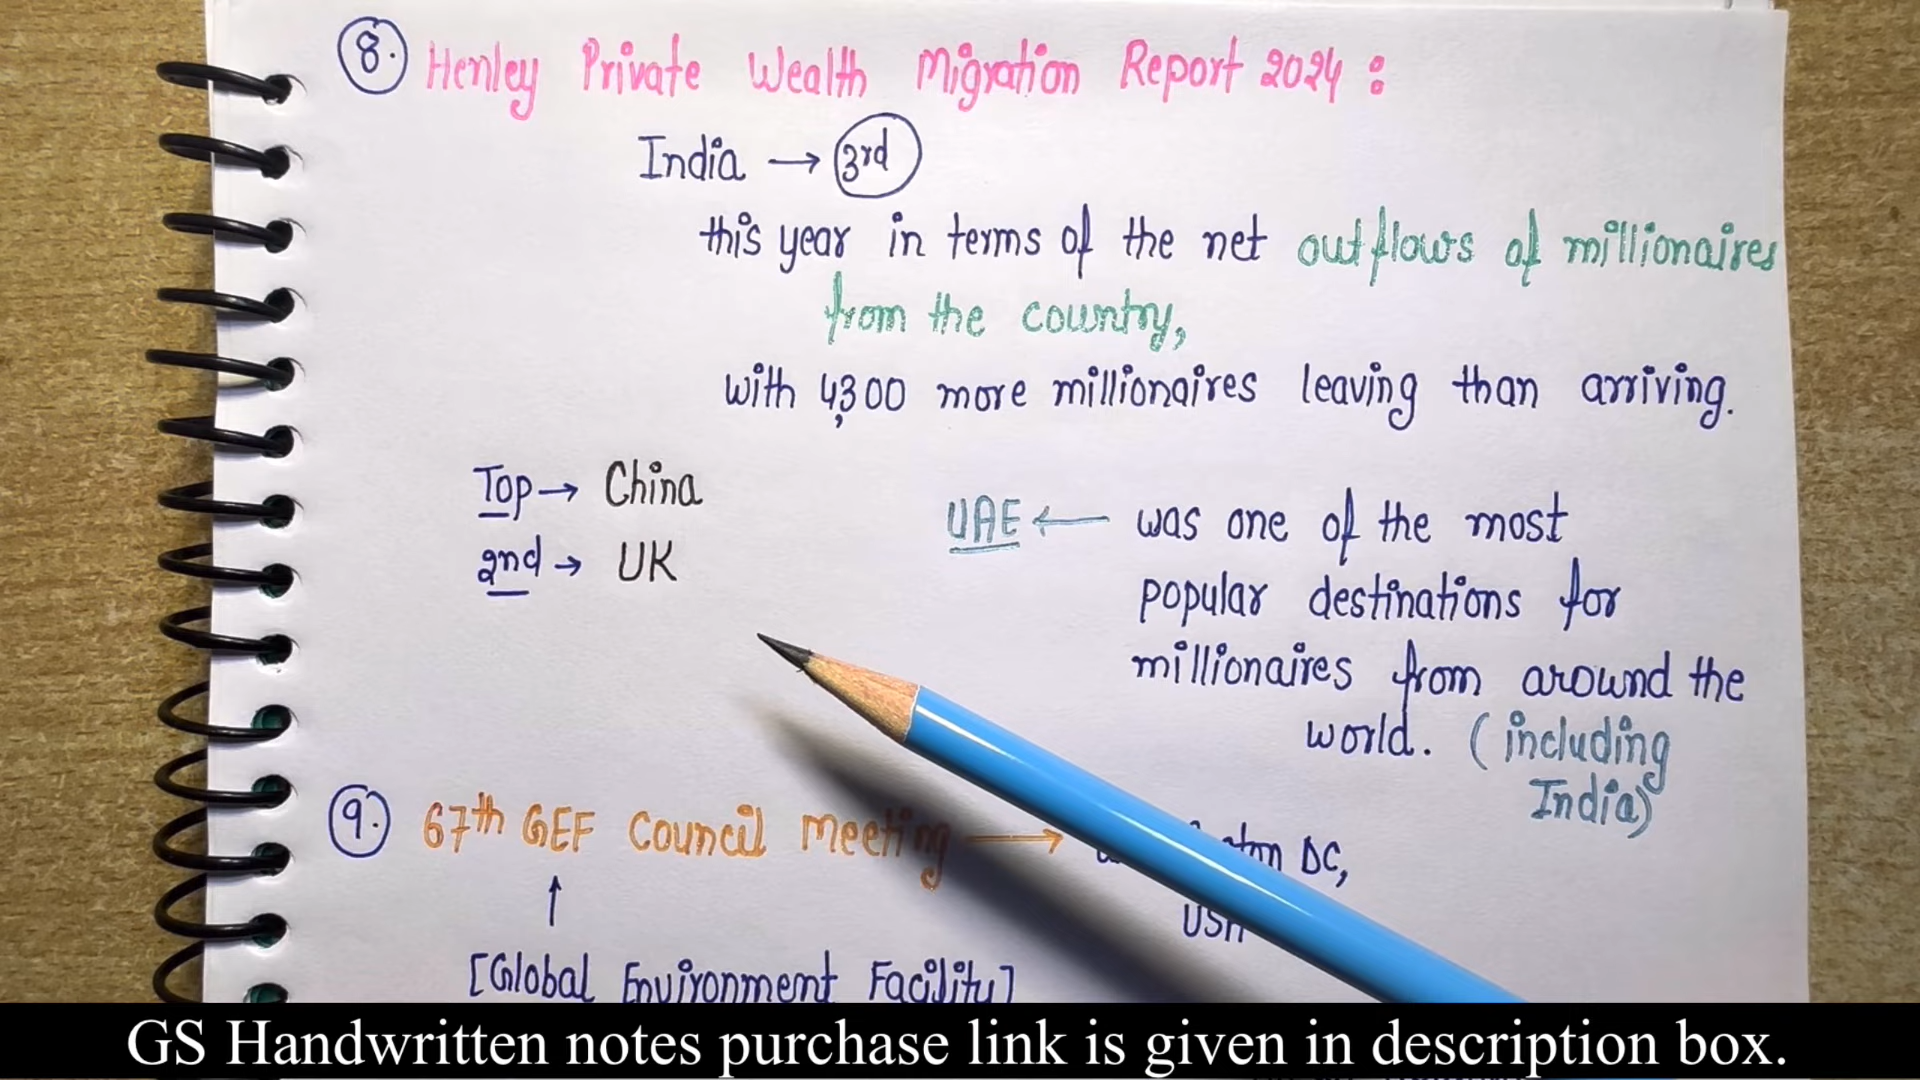 8. Henley Private Wealth Migration Report 2024 :
India → 3rd
this year in terms of the net outflows of millionaires
from the country,
with 4,300 more millionaires leaving than arriving.
Top → China
2nd → UK
UAE ← was one of the most
popular destinations for
millionaires from around the
world. (including
India)
9. 67th GEF Council Meeting → DC,
USA
↑
[Global Environment Facility]
GS Handwritten notes purchase link is given in description box.